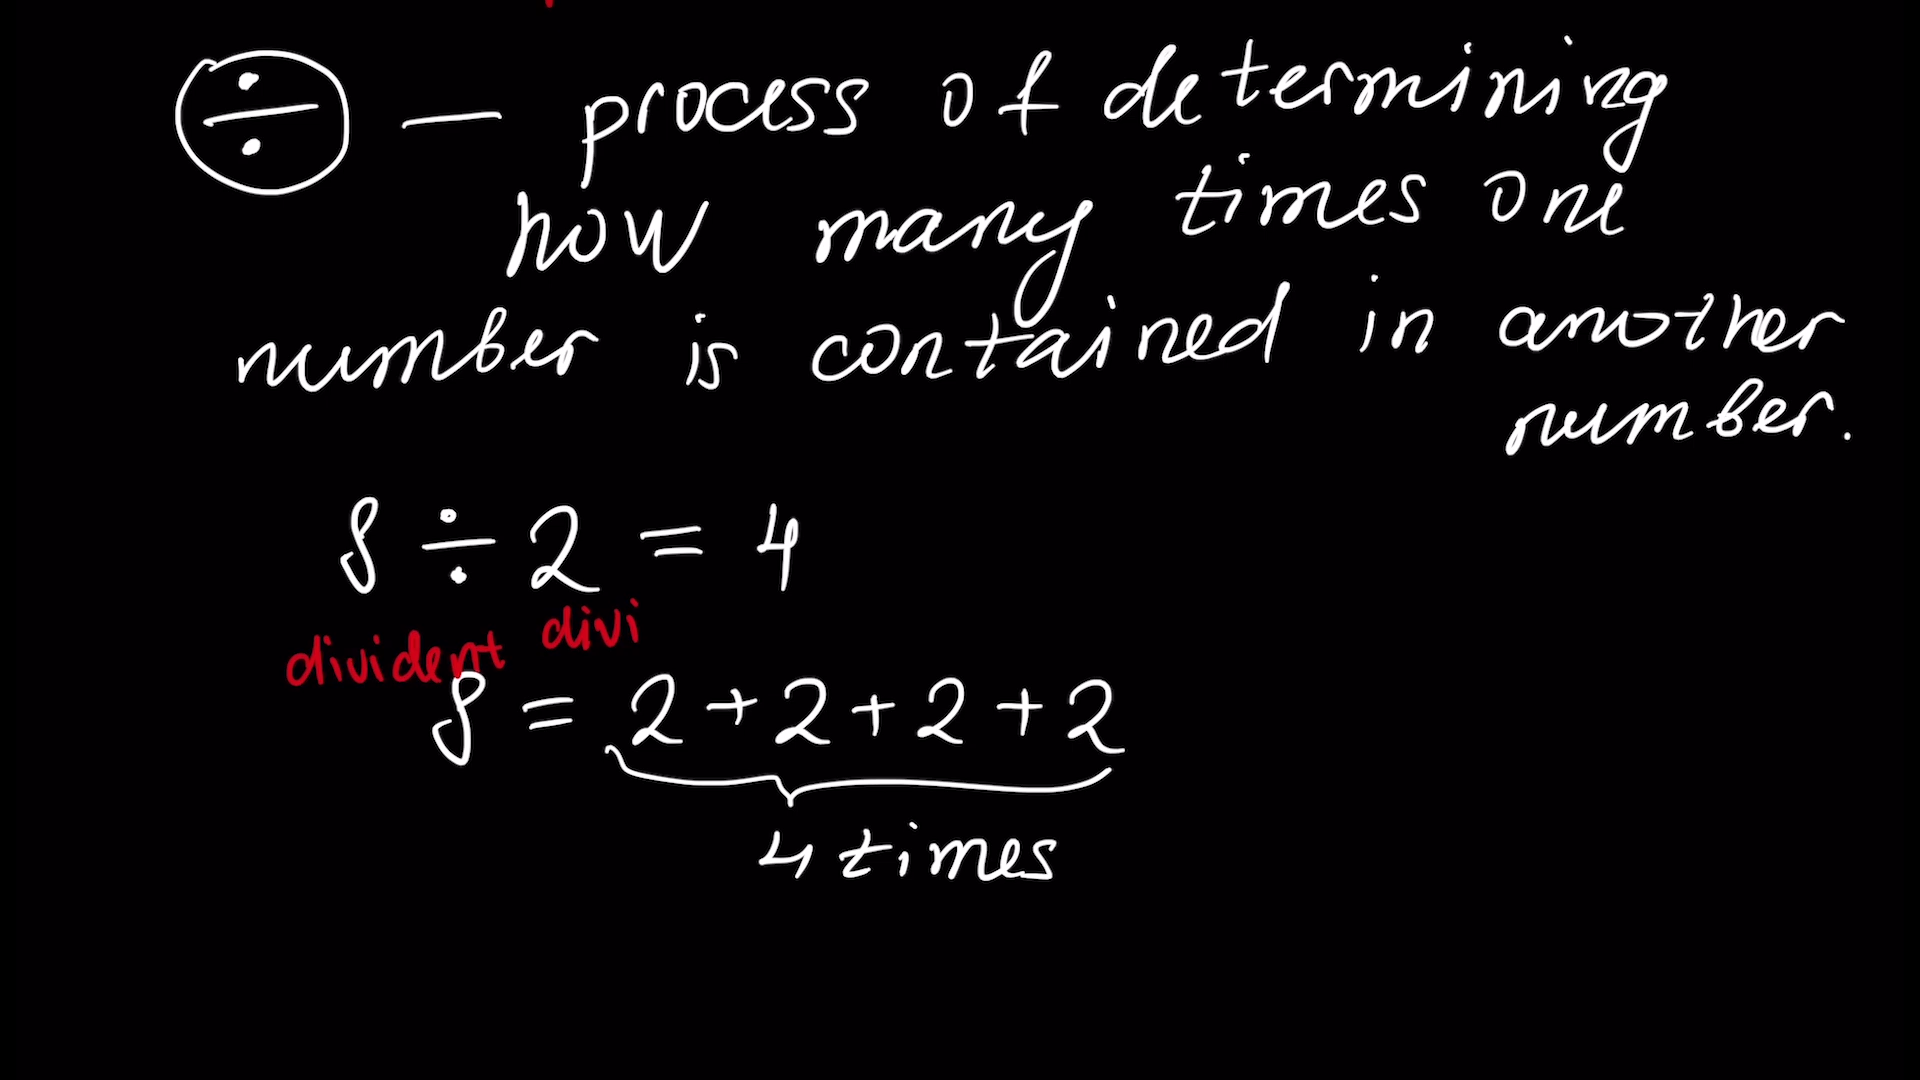 ÷ — process of determining
how many times one
number is contained in another
number.
8 ÷ 2 = 4
divident divi
8 = 2 + 2 + 2 + 2
4 times